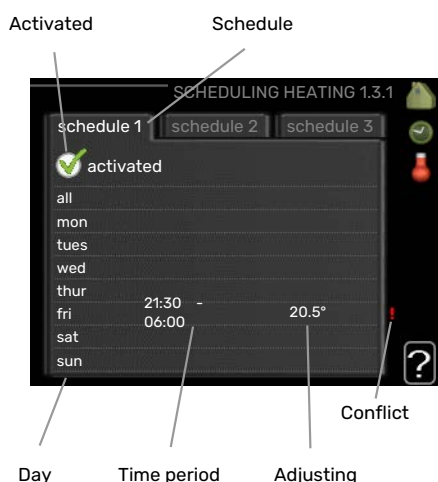 Activated Schedule
SCHEDULING HEATING 1.3.1
schedule 1 schedule 2 schedule 3
activated
all
mon
tues
wed
thur
fri 21:30 - 06:00 20.5° !
sat
sun
?
Conflict
Day Time period Adjusting